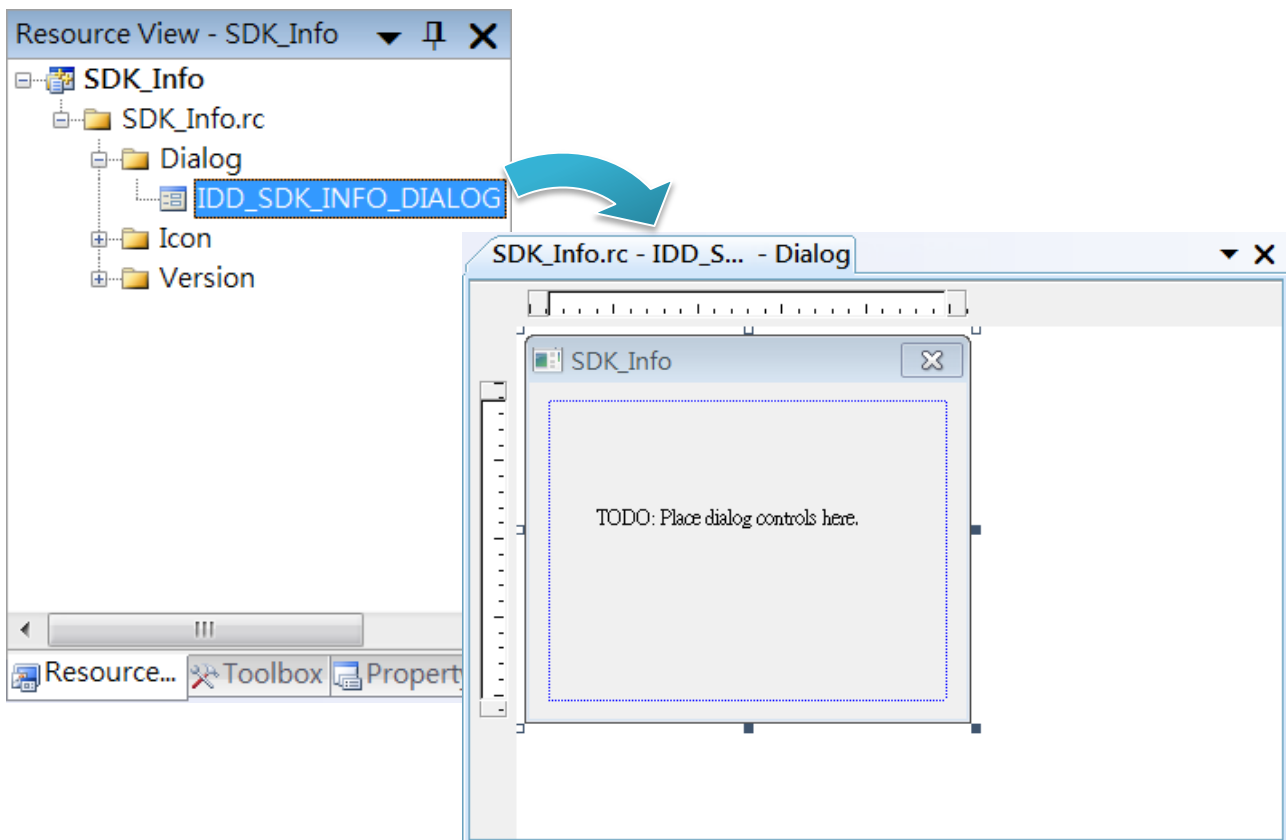 Resource View - SDK_Info
SDK_Info
SDK_Info.rc
Dialog
IDD_SDK_INFO_DIALOG
Icon
Version
Resource... Toolbox Propert
SDK_Info.rc - IDD_S... - Dialog
SDK_Info
TODO: Place dialog controls here.